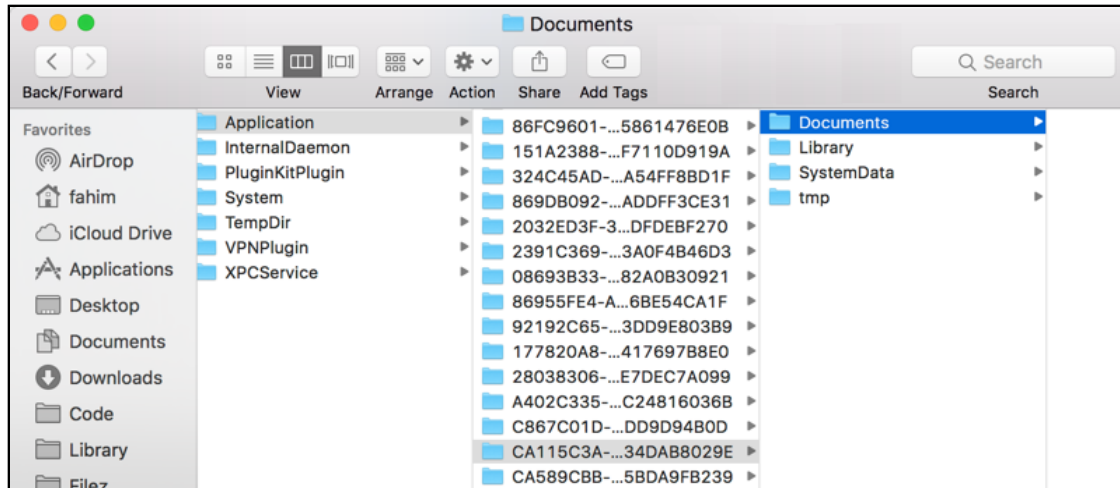 Documents
Search
Back/Forward View Arrange Action Share Add Tags Search
Favorites
AirDrop
fahim
iCloud Drive
Applications
Desktop
Documents
Downloads
Code
Library
Filez
Application
InternalDaemon
PluginKitPlugin
System
TempDir
VPNPlugin
XPCService
86FC9601-...5861476E0B
151A2388-...F7110D919A
324C45AD-...A54FF8BD1F
869DB092-...ADDFF3CE31
2032ED3F-3...DFDEBF270
2391C369-...3A0F4B46D3
08693B33-...82A0B30921
86955FE4-A...6BE54CA1F
92192C65-...3DD9E803B9
177820A8-...417697B8E0
28038306-...E7DEC7A099
A402C335-...C24816036B
C867C01D-...DD9D94B0D
CA115C3A-...34DAB8029E
CA589CBB-...5BDA9FB239
Documents
Library
SystemData
tmp